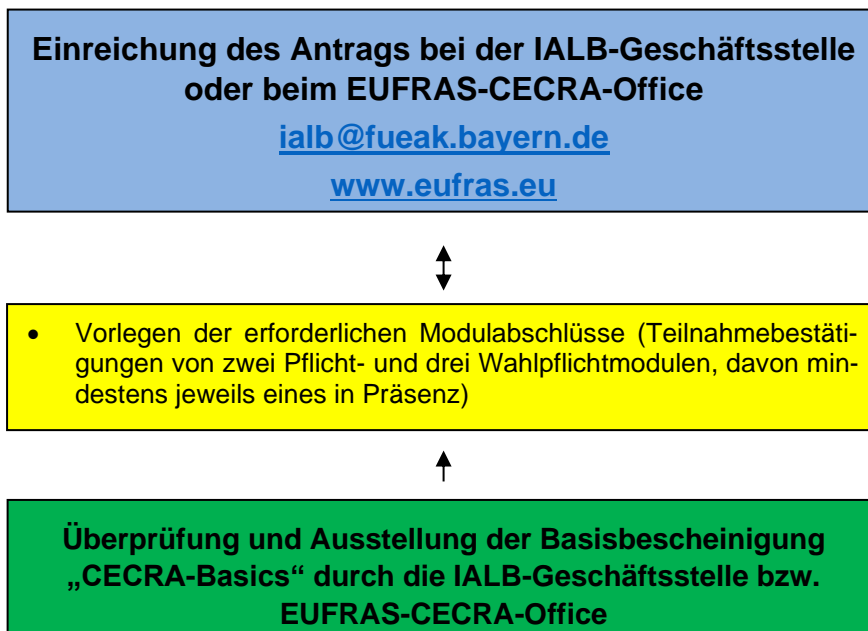 Einreichung des Antrags bei der IALB-Geschäftsstelle
oder beim EUFRAS-CECRA-Office
ialb@fueak.bayern.de
www.eufras.eu
• Vorlegen der erforderlichen Modulabschlüsse (Teilnahmebestäti-
gungen von zwei Pflicht- und drei Wahlpflichtmodulen, davon min-
destens jeweils eines in Präsenz)
Überprüfung und Ausstellung der Basisbescheinigung
„CECRA-Basics“ durch die IALB-Geschäftsstelle bzw.
EUFRAS-CECRA-Office